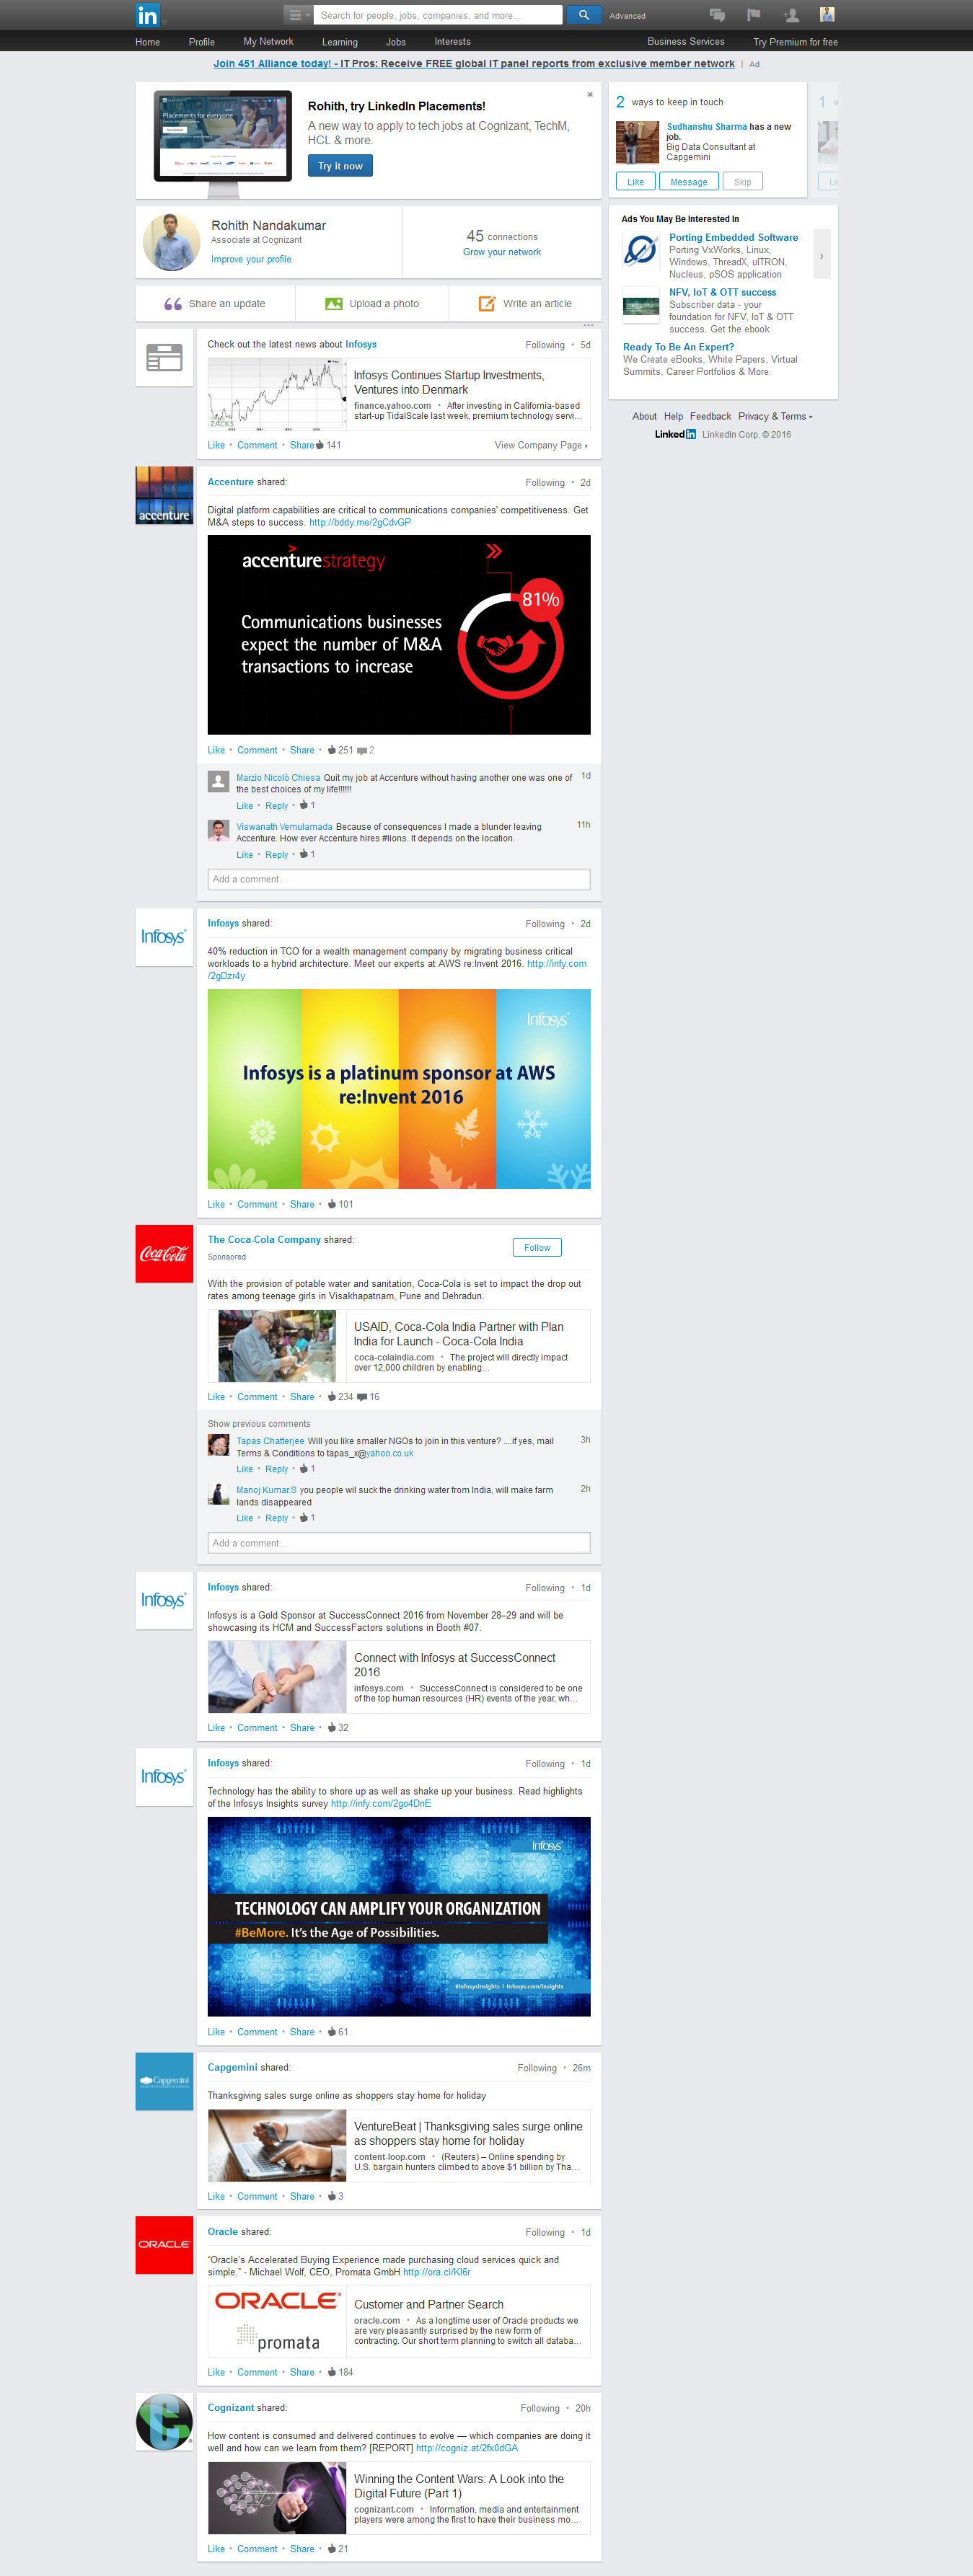 in
Search for people, jobs, companies, and more...
Advanced
Home
Profile
My Network
Learning
Jobs
Interests
Business Services
Try Premium for free
Join 451 Alliance today! - IT Pros: Receive FREE global IT panel reports from exclusive member network | Ad
Placements for everyone
Rohith, try LinkedIn Placements!
A new way to apply to tech jobs at Cognizant, TechM,
HCL & more.
Try it now
2 ways to keep in touch
1
Sudhanshu Sharma has a new
job.
Big Data Consultant at
Capgemini
Like
Message
Skip
Rohith Nandakumar
Associate at Cognizant
Improve your profile
45 connections
Grow your network
Share an update
Upload a photo
Write an article
Ads You May Be Interested In
Porting Embedded Software
Porting VxWorks, Linux,
Windows, ThreadX, uITRON,
Nucleus, pSOS application
NFV, IoT & OTT success
Subscriber data - your
foundation for NFV, IoT & OTT
success. Get the ebook
Ready To Be An Expert?
We Create eBooks, White Papers, Virtual
Summits, Career Portfolios & More.
About Help Feedback Privacy & Terms
LinkedIn LinkedIn Corp. © 2016
Check out the latest news about Infosys
Following • 5d
ZACKS
Infosys Continues Startup Investments,
Ventures into Denmark
finance.yahoo.com • After investing in California-based
start-up TidalScale last week, premium technology servi...
Like • Comment • Share 141
View Company Page
accenture
Accenture shared:
Following • 2d
Digital platform capabilities are critical to communications companies' competitiveness. Get
M&A steps to success. http://bddy.me/2gCdvGP
accenturestrategy
81%
Communications businesses
expect the number of M&A
transactions to increase
Like • Comment • Share • 251 2
Marzio Nicolò Chiesa Quit my job at Accenture without having another one was one of
the best choices of my life!!!!!!!
1d
Like • Reply • 1
Viswanath Vemulamada Because of consequences I made a blunder leaving
Accenture. How ever Accenture hires #lions. It depends on the location.
11h
Like • Reply • 1
Add a comment...
Infosys
Infosys shared:
Following • 2d
40% reduction in TCO for a wealth management company by migrating business critical
workloads to a hybrid architecture. Meet our experts at AWS re:Invent 2016. http://infy.com
/2gDzr4y
Infosys
Infosys is a platinum sponsor at AWS
re:Invent 2016
Like • Comment • Share • 101
Coca-Cola
The Coca-Cola Company shared:
Sponsored
Follow
With the provision of potable water and sanitation, Coca-Cola is set to impact the drop out
rates among teenage girls in Visakhapatnam, Pune and Dehradun.
USAID, Coca-Cola India Partner with Plan
India for Launch - Coca-Cola India
coca-colaindia.com • The project will directly impact
over 12,000 children by enabling...
Like • Comment • Share • 234 16
Show previous comments
Tapas Chatterjee Will you like smaller NGOs to join in this venture? ....if yes, mail
Terms & Conditions to tapas_x@yahoo.co.uk
3h
Like • Reply • 1
Manoj Kumar.S you people wil suck the drinking water from India, will make farm
lands disappeared
2h
Like • Reply • 1
Add a comment...
Infosys
Infosys shared:
Following • 1d
Infosys is a Gold Sponsor at SuccessConnect 2016 from November 28–29 and will be
showcasing its HCM and SuccessFactors solutions in Booth #07.
Connect with Infosys at SuccessConnect
2016
infosys.com • SuccessConnect is considered to be one
of the top human resources (HR) events of the year, wh...
Like • Comment • Share • 32
Infosys
Infosys shared:
Following • 1d
Technology has the ability to shore up as well as shake up your business. Read highlights
of the Infosys Insights survey http://infy.com/2go4DnE
Infosys
TECHNOLOGY CAN AMPLIFY YOUR ORGANIZATION
#BeMore. It's the Age of Possibilities.
#InfosysInsights | Infosys.com/insights
Like • Comment • Share • 61
Capgemini
Capgemini shared:
Following • 26m
Thanksgiving sales surge online as shoppers stay home for holiday
VentureBeat | Thanksgiving sales surge online
as shoppers stay home for holiday
content-loop.com • (Reuters) – Online spending by
U.S. bargain hunters climbed to above $1 billion by Tha...
Like • Comment • Share • 3
ORACLE
Oracle shared:
Following • 1d
"Oracle's Accelerated Buying Experience made purchasing cloud services quick and
simple." - Michael Wolf, CEO, Promata GmbH http://ora.cl/Kl6r
ORACLE
promata
Customer and Partner Search
oracle.com • As a longtime user of Oracle products we
are very pleasantly surprised by the new form of
contracting. Our short term planning to switch all databa...
Like • Comment • Share • 184
Cognizant shared:
Following • 20h
How content is consumed and delivered continues to evolve — which companies are doing it
well and how can we learn from them? [REPORT] http://cogniz.at/2fx0dGA
Winning the Content Wars: A Look into the
Digital Future (Part 1)
cognizant.com • Information, media and entertainment
players were among the first to have their business mo...
Like • Comment • Share • 21